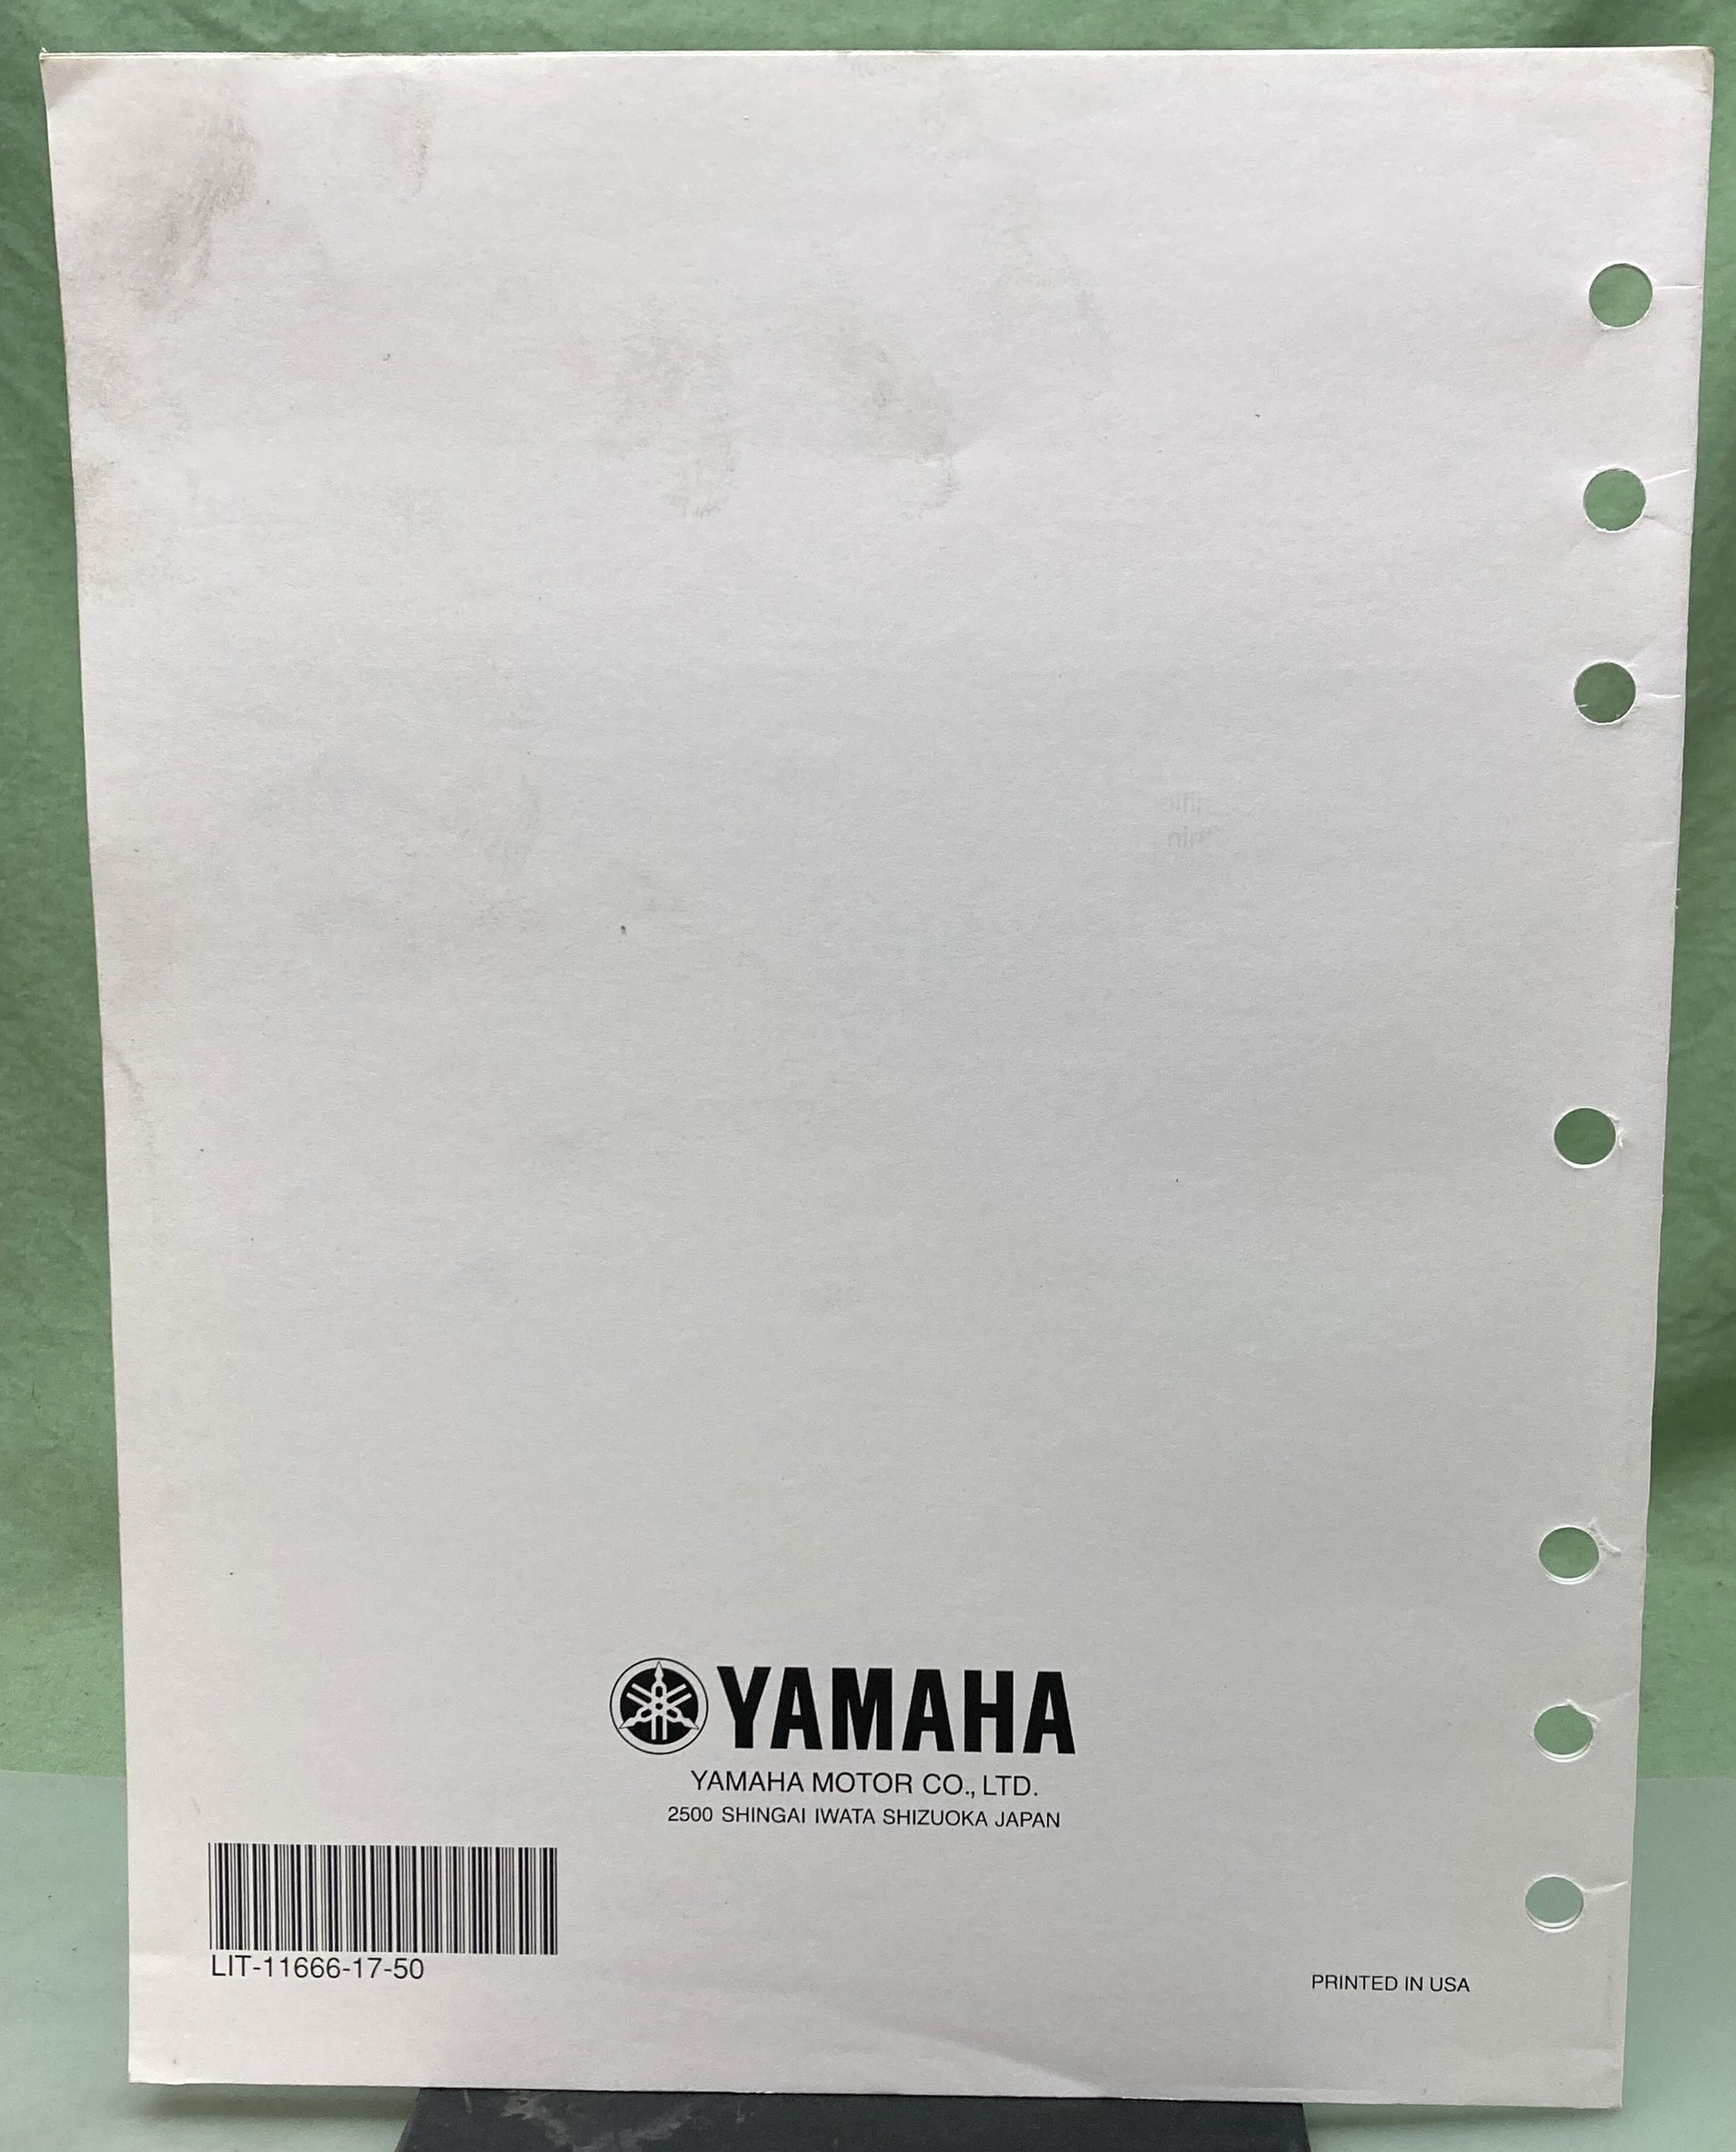 YAMAHA
YAMAHA MOTOR CO., LTD.
2500 SHINGAI IWATA SHIZUOKA JAPAN
LIT-11666-17-50
PRINTED IN USA